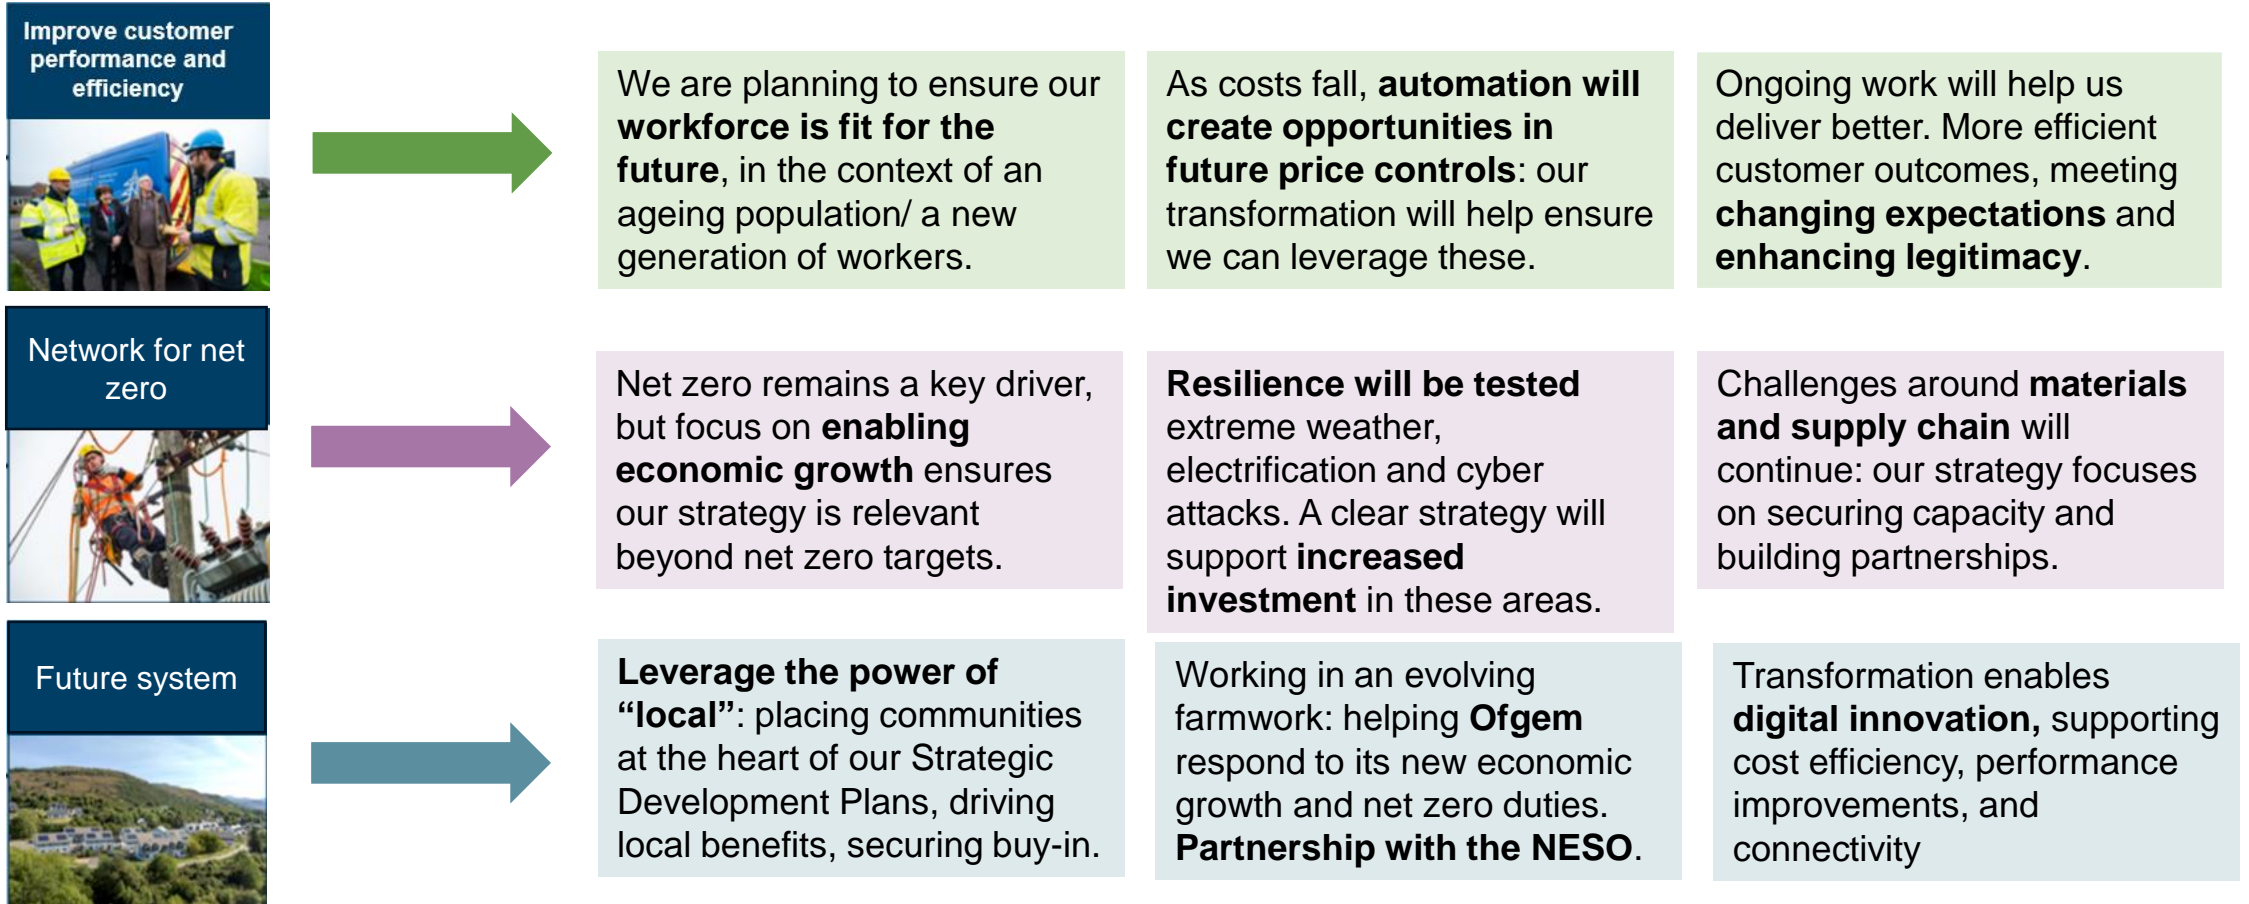 Improve customer
performance and
efficiency
We are planning to ensure our
workforce is fit for the
future, in the context of an
ageing population/ a new
generation of workers.
As costs fall, automation will
create opportunities in
future price controls: our
transformation will help ensure
we can leverage these.
Ongoing work will help us
deliver better. More efficient
customer outcomes, meeting
changing expectations and
enhancing legitimacy.
Network for net
zero
Net zero remains a key driver,
but focus on enabling
economic growth ensures
our strategy is relevant
beyond net zero targets.
Resilience will be tested
extreme weather,
electrification and cyber
attacks. A clear strategy will
support increased
investment in these areas.
Challenges around materials
and supply chain will
continue: our strategy focuses
on securing capacity and
building partnerships.
Future system
Leverage the power of
“local”: placing communities
at the heart of our Strategic
Development Plans, driving
local benefits, securing buy-in.
Working in an evolving
farmwork: helping Ofgem
respond to its new economic
growth and net zero duties.
Partnership with the NESO.
Transformation enables
digital innovation, supporting
cost efficiency, performance
improvements, and
connectivity